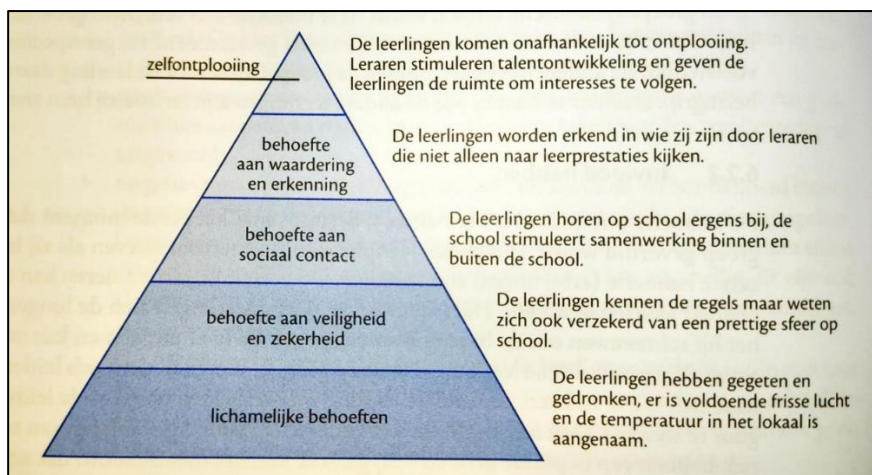 zelfontplooiing
De leerlingen komen onafhankelijk tot ontplooiing.
Leraren stimuleren talentontwikkeling en geven de
leerlingen de ruimte om interesses te volgen.
behoefte
aan waardering
en erkenning
De leerlingen worden erkend in wie zij zijn door leraren
die niet alleen naar leerprestaties kijken.
behoefte aan
sociaal contact
De leerlingen horen op school ergens bij, de
school stimuleert samenwerking binnen en
buiten de school.
behoefte aan veiligheid
en zekerheid
De leerlingen kennen de regels maar weten
zich ook verzekerd van een prettige sfeer op
school.
lichamelijke behoeften
De leerlingen hebben gegeten en
gedronken, er is voldoende frisse lucht
en de temperatuur in het lokaal is
aangenaam.